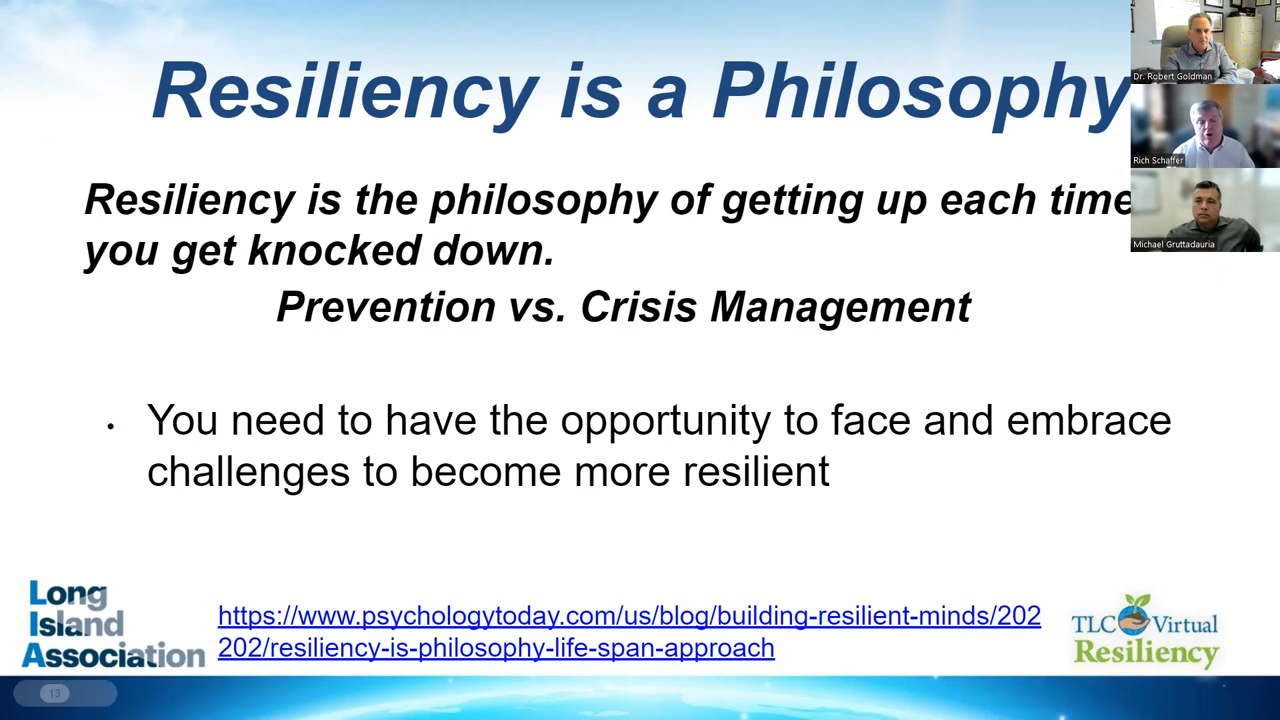 Resiliency is a Philosophy
Dr. Robert Goldman
Rich Schaffer
Michael Gruttadauria
Resiliency is the philosophy of getting up each time
you get knocked down.
Prevention vs. Crisis Management
• You need to have the opportunity to face and embrace
challenges to become more resilient
Long
Island
Association
https://www.psychologytoday.com/us/blog/building-resilient-minds/202
202/resiliency-is-philosophy-life-span-approach
TLC Virtual
Resiliency
13